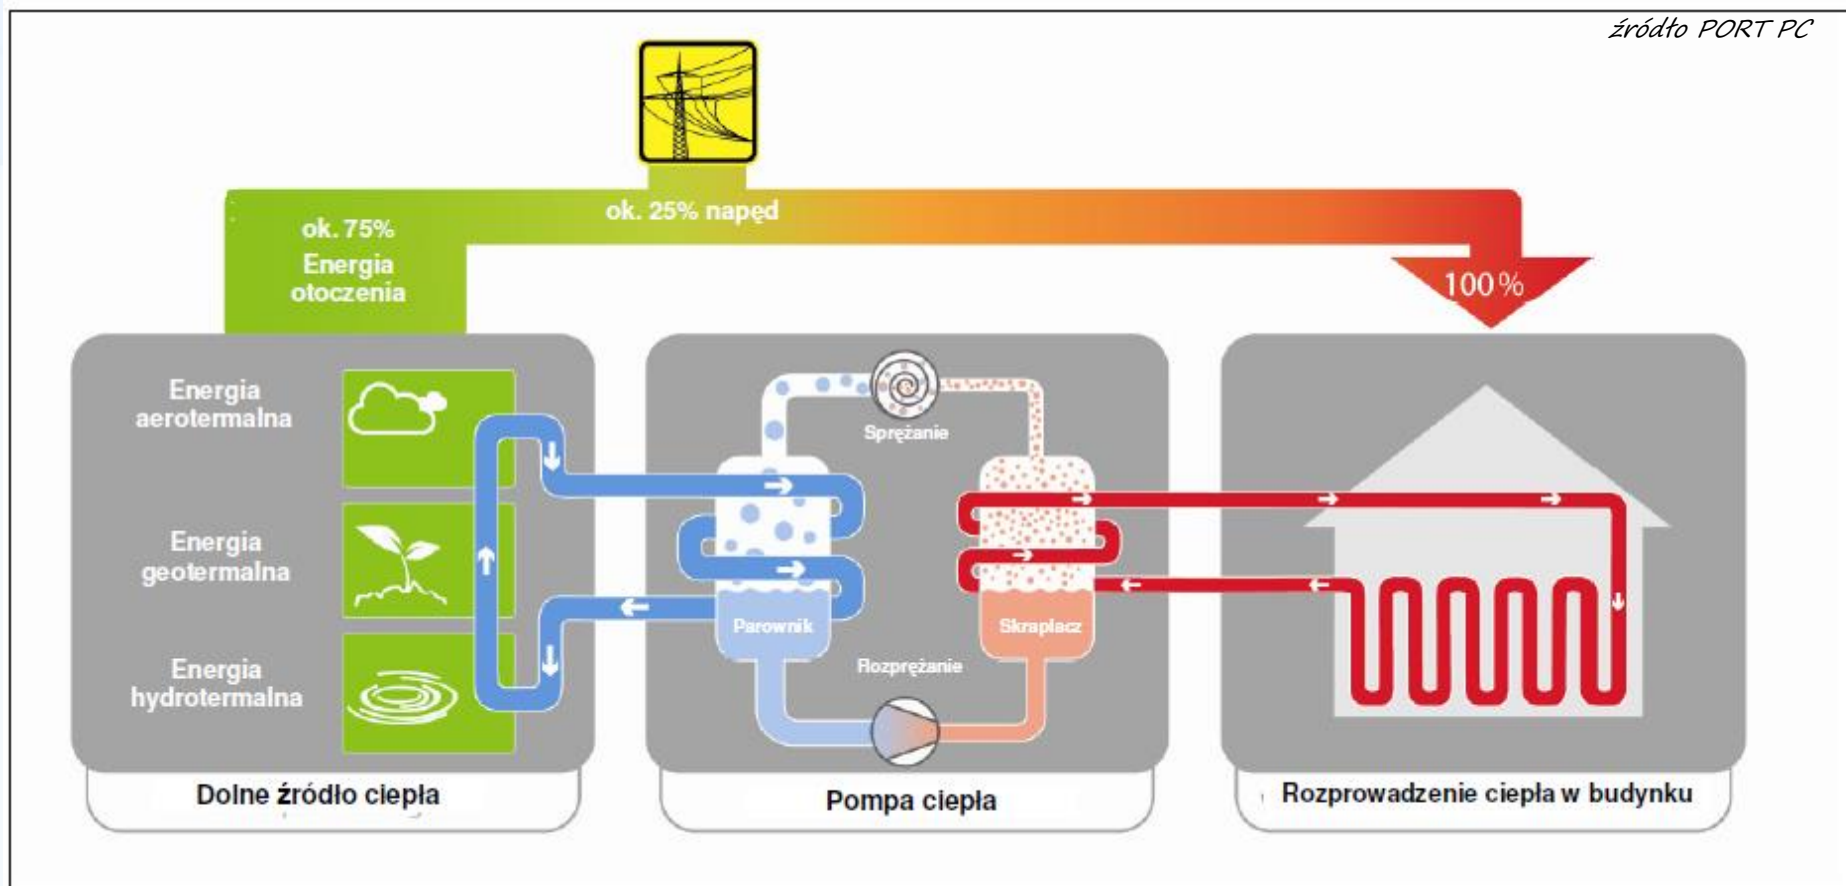 źródło PORT PC
ok. 25% napęd
ok. 75%
Energia
otoczenia
100%
Energia
aerotermalna
Energia
geotermalna
Energia
hydrotermalna
Sprężanie
Parownik
Skraplacz
Rozprężanie
Dolne źródło ciepła
Pompa ciepła
Rozprowadzenie ciepła w budynku